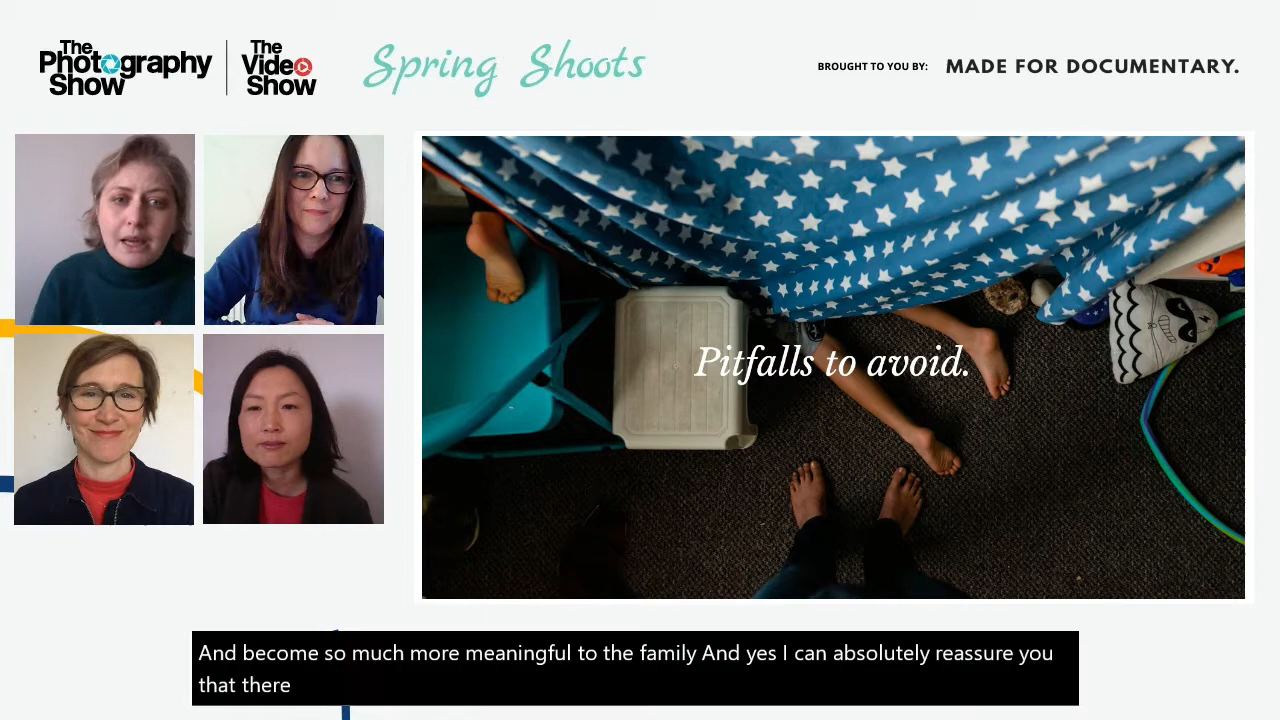 The
Photography
Show
The
Video
Show
Spring Shoots
BROUGHT TO YOU BY:
MADE FOR DOCUMENTARY.
Pitfalls to avoid.
And become so much more meaningful to the family And yes I can absolutely reassure you
that there